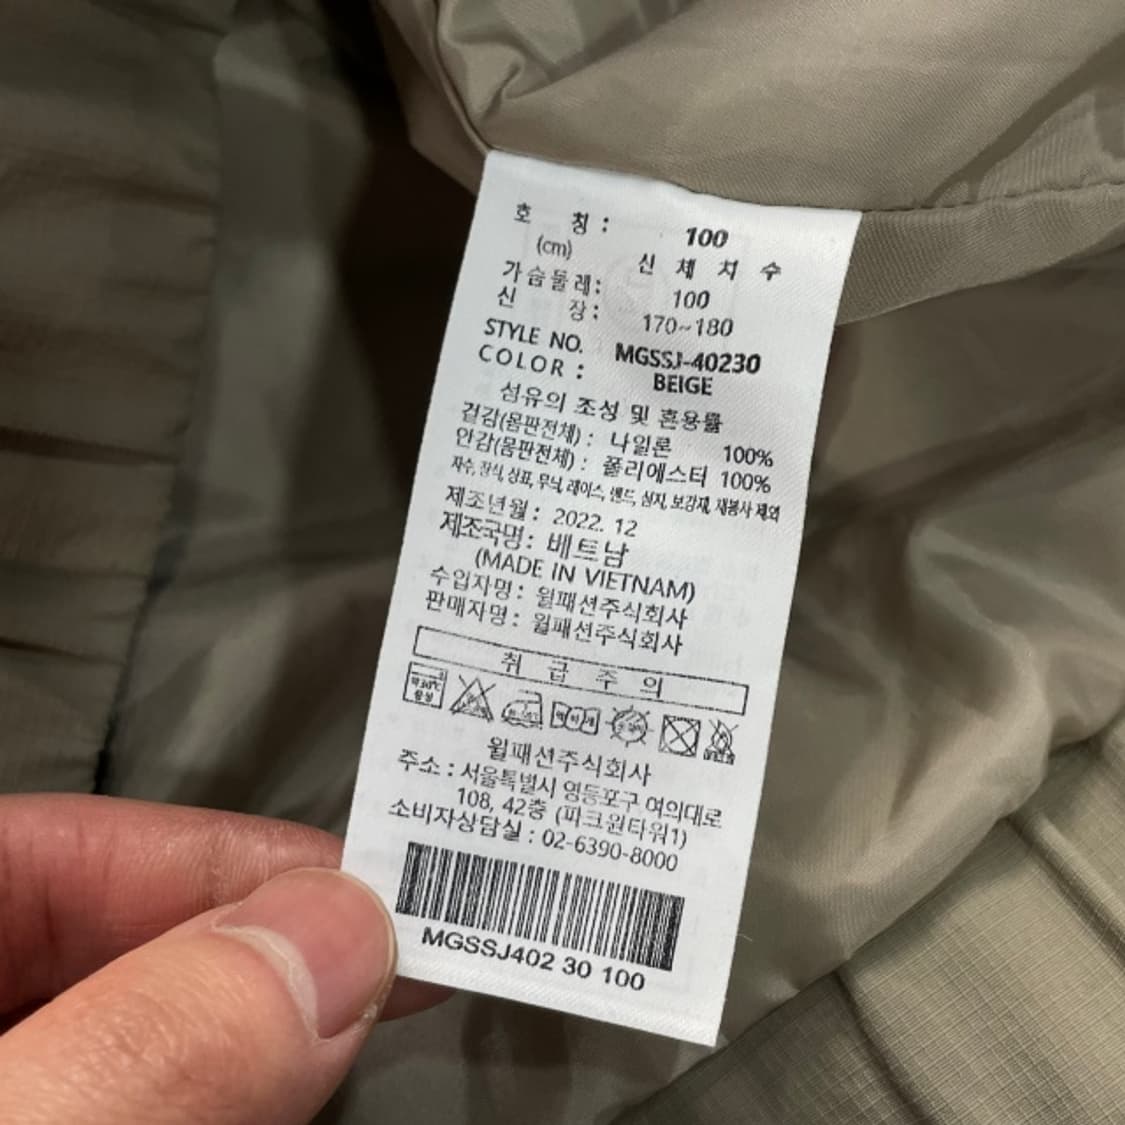 호 칭 : 100
(cm) 신 체 치 수
가슴둘레: 100
신 장: 170~180
STYLE NO. MGSSJ-40230
COLOR : BEIGE
섬유의 조성 및 혼용률
겉감(몸판전체) : 나일론 100%
안감(몸판전체) : 폴리에스터 100%
자수, 장식, 상표, 무늬, 레이스, 밴드, 심지, 보강재, 재봉사 제외
제조년월 : 2022. 12
제조국명 : 베트남
(MADE IN VIETNAM)
수입자명 : 월패션주식회사
판매자명 : 월패션주식회사
취 급 주 의
약30℃
중성
월패션주식회사
주소 : 서울특별시 영등포구 여의대로
108, 42층 (파크원타워1)
소비자상담실 : 02-6390-8000
MGSSJ402 30 100